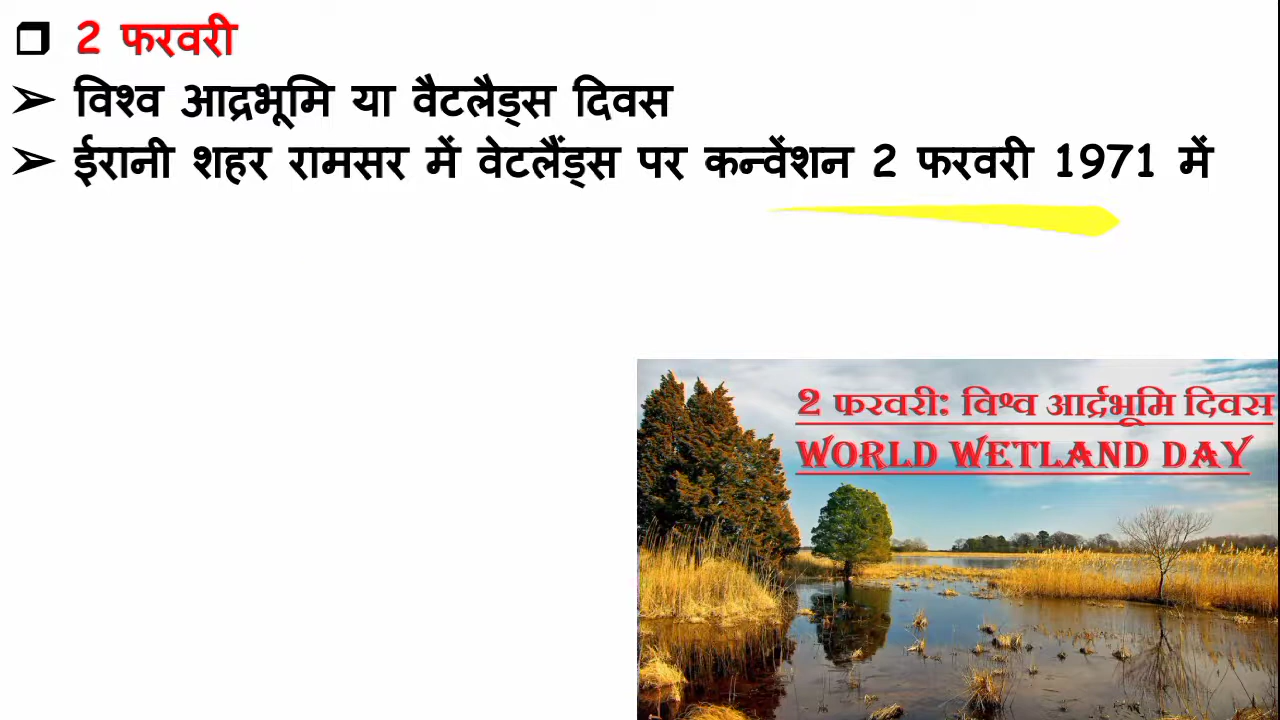 2 फरवरी
विश्व आद्रभूमि या वैटलैड्स दिवस
ईरानी शहर रामसर में वेटलैंड्स पर कन्वेंशन 2 फरवरी 1971 में
2 फरवरी: विश्व आर्द्रभूमि दिवस
WORLD WETLAND DAY